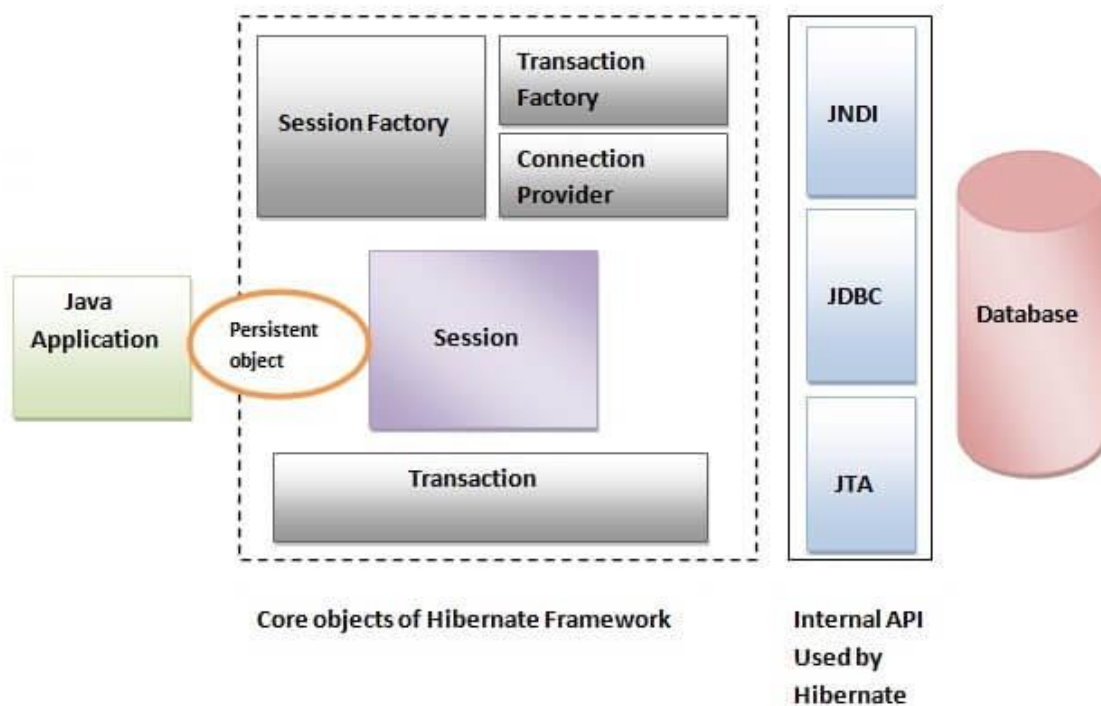 Session Factory
Transaction
Factory
Connection
Provider
JNDI
Java
Application
Persistent
object
Session
JDBC
Database
Transaction
JTA
Core objects of Hibernate Framework
Internal API
Used by
Hibernate